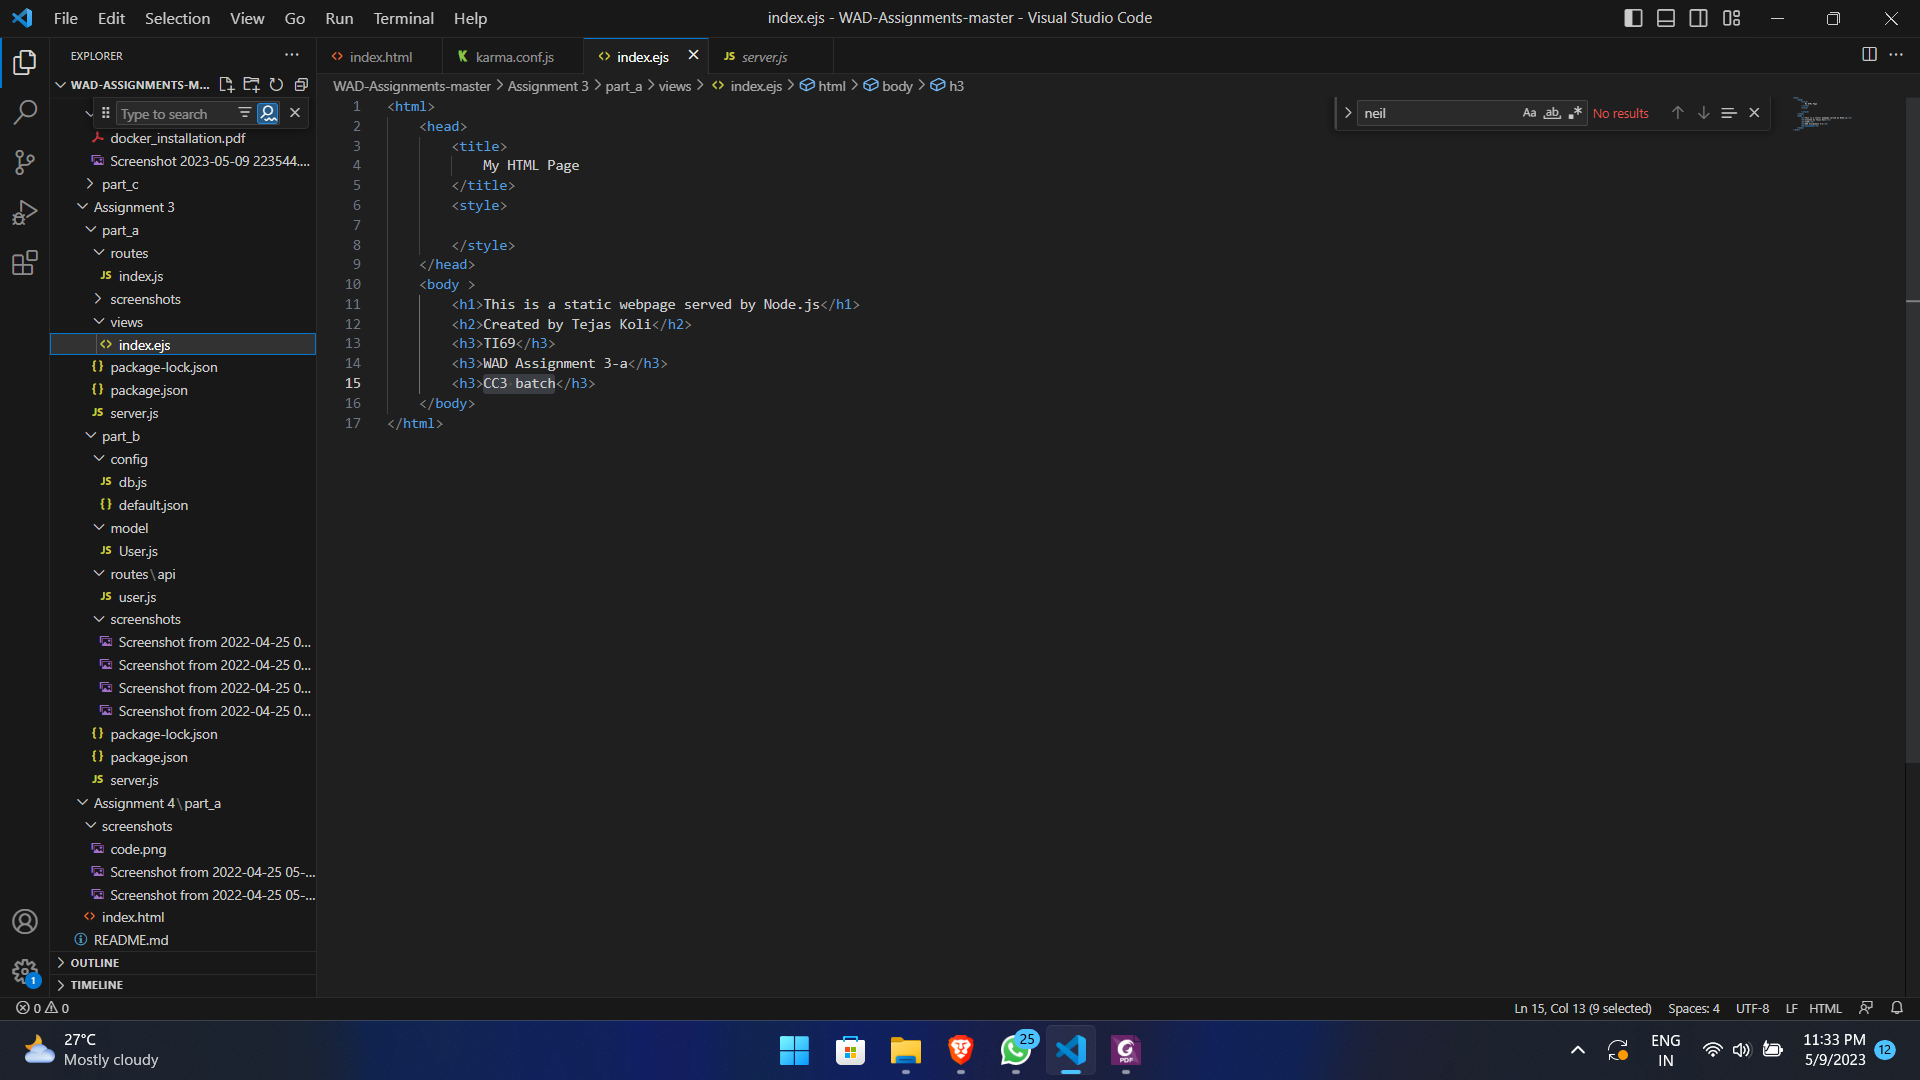 File Edit Selection View Go Run Terminal Help
index.ejs - WAD-Assignments-master - Visual Studio Code
EXPLORER
WAD-ASSIGNMENTS-M...
Type to search
docker_installation.pdf
Screenshot 2023-05-09 223544....
part_c
Assignment 3
part_a
routes
JS index.js
screenshots
views
index.ejs
package-lock.json
package.json
JS server.js
part_b
config
JS db.js
default.json
model
JS User.js
routes\api
JS user.js
screenshots
Screenshot from 2022-04-25 0...
Screenshot from 2022-04-25 0...
Screenshot from 2022-04-25 0...
Screenshot from 2022-04-25 0...
package-lock.json
package.json
JS server.js
Assignment 4\part_a
screenshots
code.png
Screenshot from 2022-04-25 05-...
Screenshot from 2022-04-25 05-...
index.html
README.md
OUTLINE
TIMELINE
index.html karma.conf.js index.ejs JS server.js
WAD-Assignments-master > Assignment 3 > part_a > views > index.ejs > html > body > h3
neil Aa ab No results
1 <html>
2 <head>
3 <title>
4 My HTML Page
5 </title>
6 <style>
7
8 </style>
9 </head>
10 <body >
11 <h1>This is a static webpage served by Node.js</h1>
12 <h2>Created by Tejas Koli</h2>
13 <h3>TI69</h3>
14 <h3>WAD Assignment 3-a</h3>
15 <h3>CC3 batch</h3>
16 </body>
17 </html>
1
0 0
Ln 15, Col 13 (9 selected) Spaces: 4 UTF-8 LF HTML
27°C
Mostly cloudy
25
PDF
ENG
IN
11:33 PM
5/9/2023
12